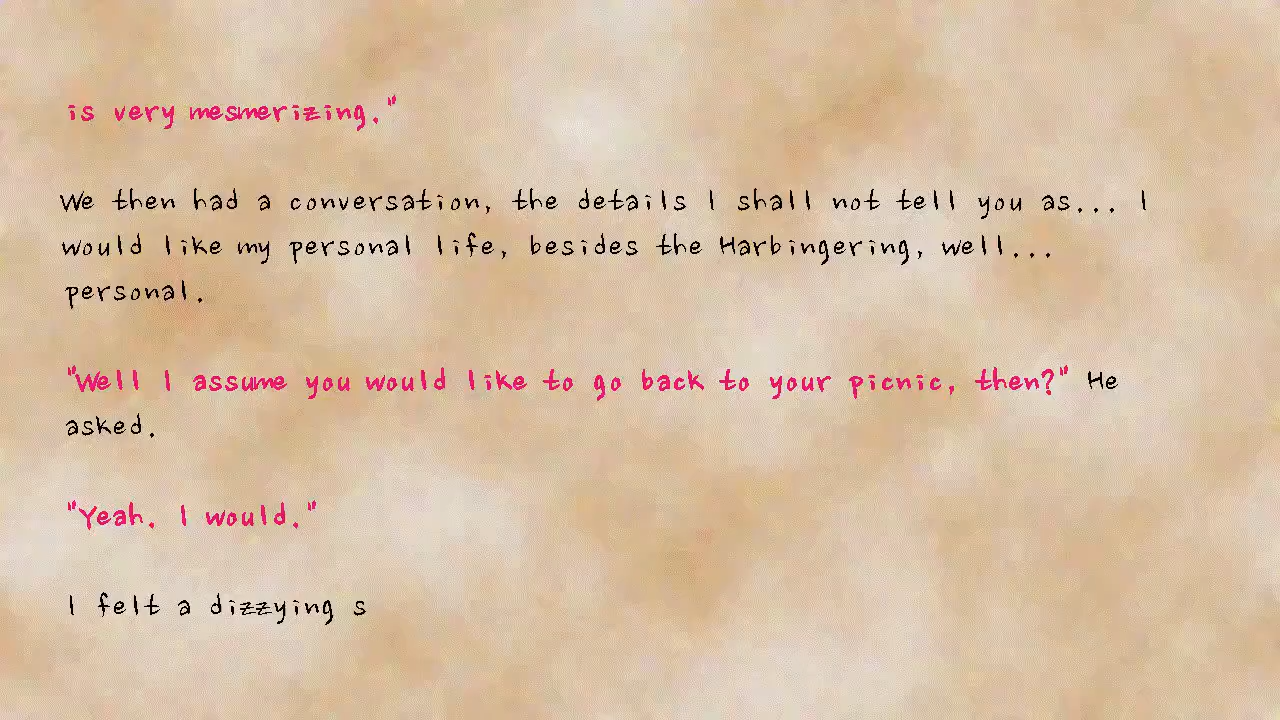 is very mesmerizing."
We then had a conversation, the details I shall not tell you as... I
would like my personal life, besides the Harbingering, well...
personal.
"Well I assume you would like to go back to your picnic, then?" He
asked.
"Yeah. I would."
I felt a dizzying s